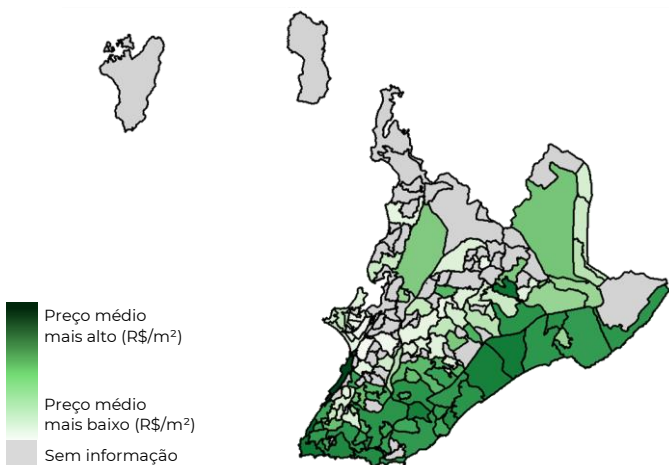 Preço médio
mais alto (R$/m²)
Preço médio
mais baixo (R$/m²)
Sem informação